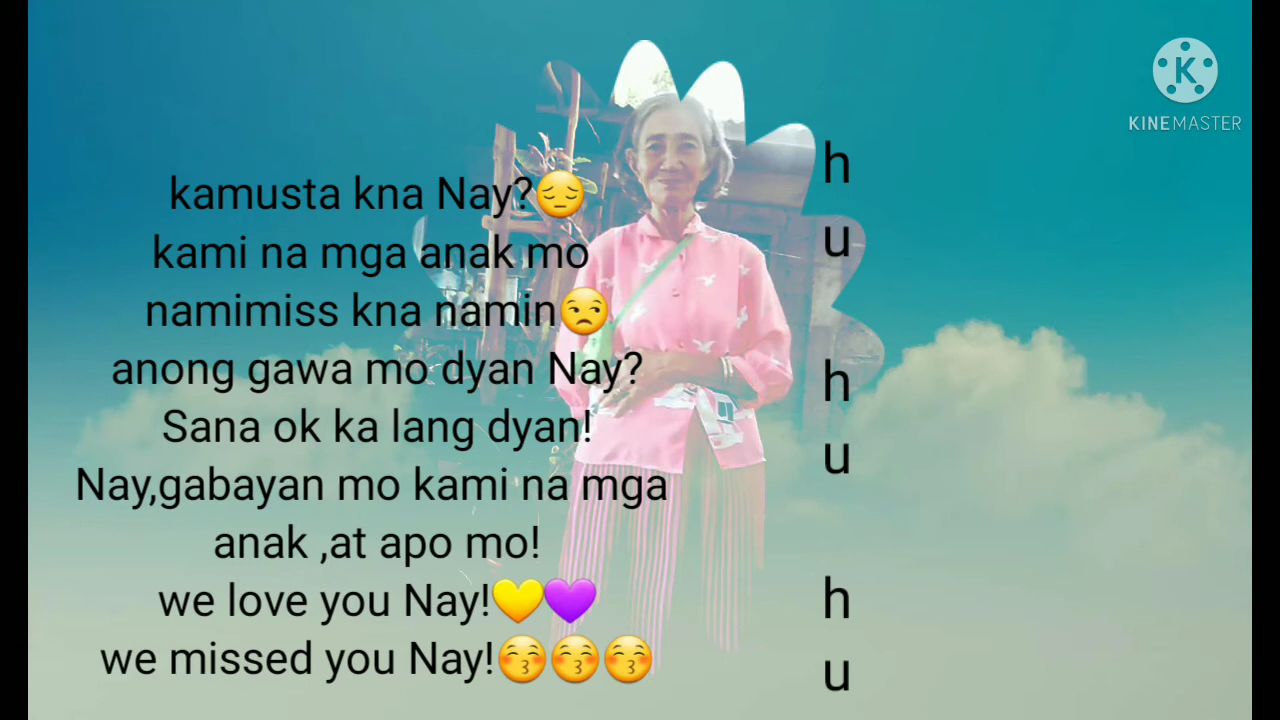 kamusta kna Nay?😔
kami na mga anak mo
namimiss kna namin😒
anong gawa mo dyan Nay?
Sana ok ka lang dyan!
Nay,gabayan mo kami na mga
anak ,at apo mo!
we love you Nay!💛💜
we missed you Nay!😚😚😚
h
u
h
u
h
u
K
KINEMASTER